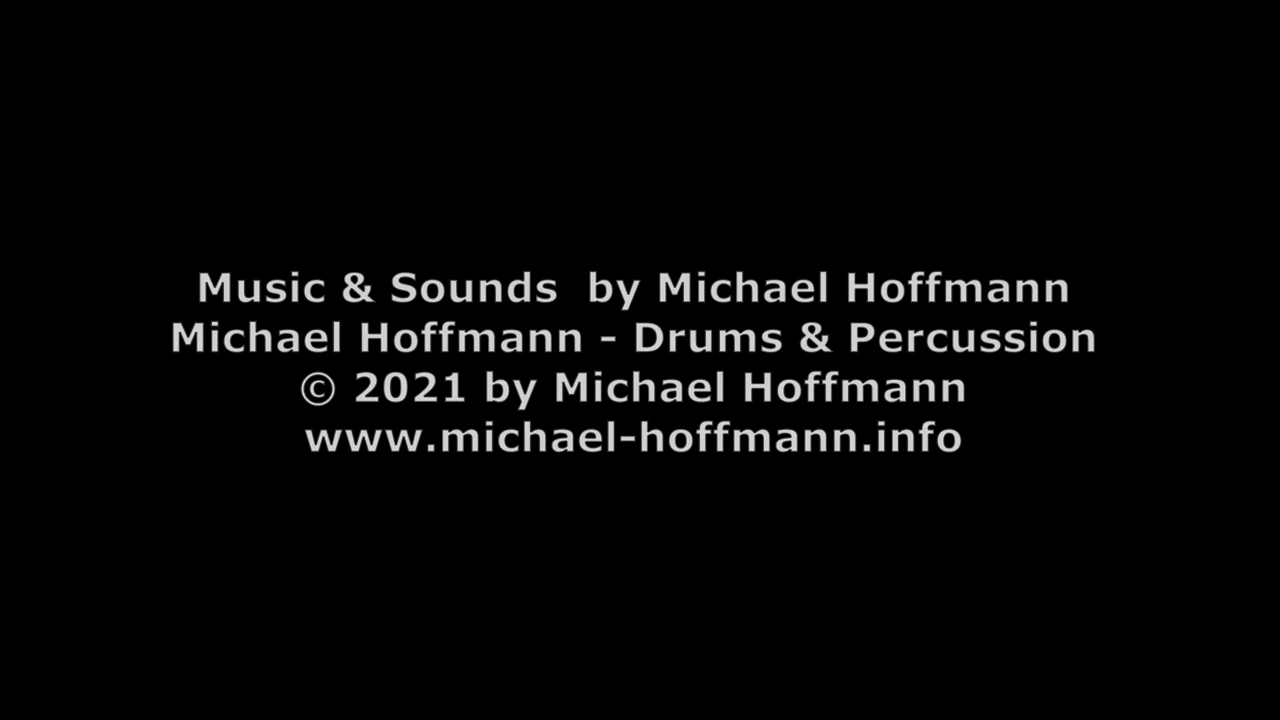 Music & Sounds  by Michael Hoffmann
Michael Hoffmann - Drums & Percussion
© 2021 by Michael Hoffmann
www.michael-hoffmann.info